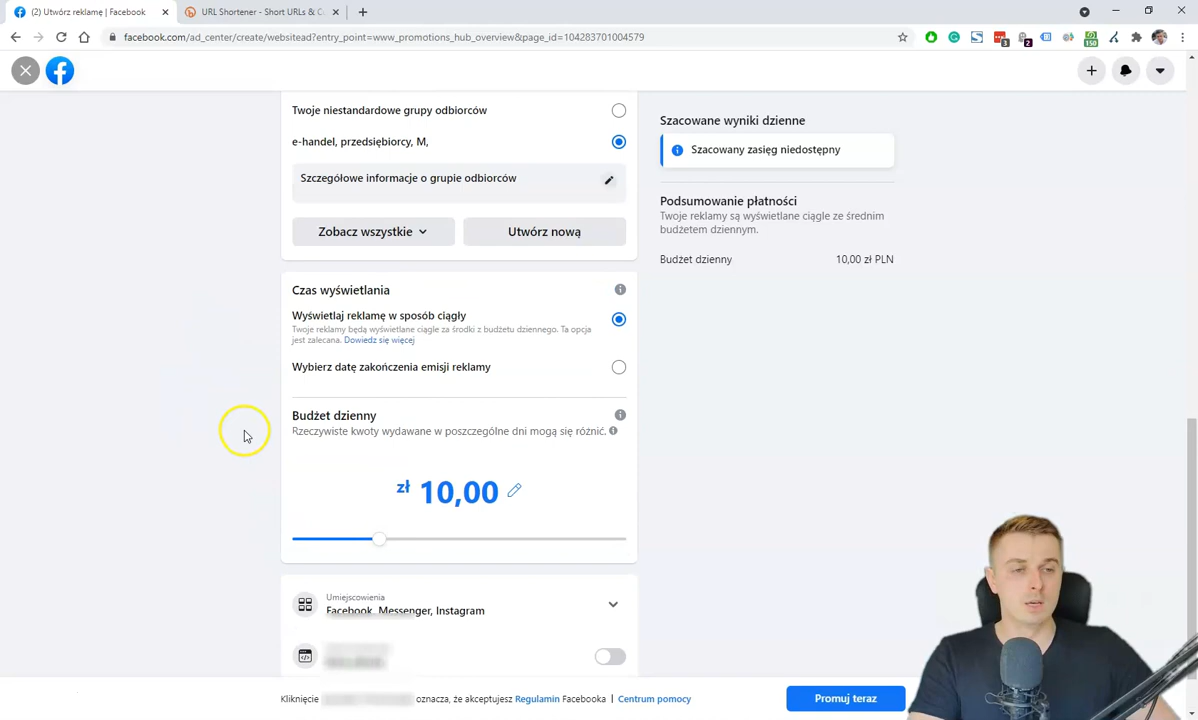 (2) Utwórz reklamę | Facebook
URL Shortener - Short URLs & C
facebook.com/ad_center/create/websitead?entry_point=www_promotions_hub_overview&page_id=104283701004579
3
2
150
Twoje niestandardowe grupy odbiorców
e-handel, przedsiębiorcy, M,
Szczegółowe informacje o grupie odbiorców
Zobacz wszystkie
Utwórz nową
Czas wyświetlania
Wyświetlaj reklamę w sposób ciągły
Twoje reklamy będą wyświetlane ciągle za środki z budżetu dziennego. Ta opcja
jest zalecana. Dowiedz się więcej
Wybierz datę zakończenia emisji reklamy
Budżet dzienny
Rzeczywiste kwoty wydawane w poszczególne dni mogą się różnić.
zł 10,00
Umiejscowienia
Facebook, Messenger, Instagram
Szacowane wyniki dzienne
Szacowany zasięg niedostępny
Podsumowanie płatności
Twoje reklamy są wyświetlane ciągle ze średnim
budżetem dziennym.
Budżet dzienny 10,00 zł PLN
Kliknięcie oznacza, że akceptujesz Regulamin Facebooka | Centrum pomocy
Promuj teraz